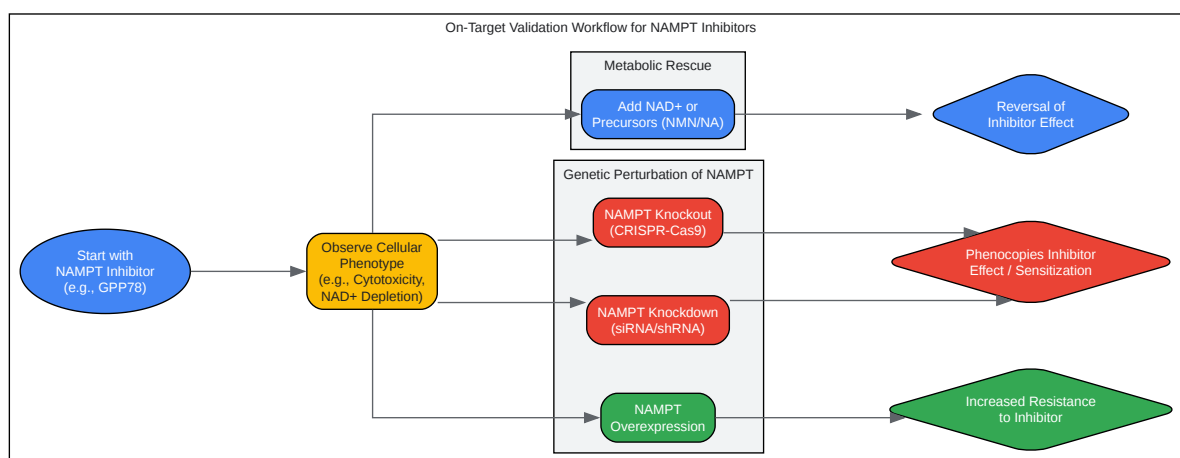 On-Target Validation Workflow for NAMPT Inhibitors
Metabolic Rescue
Add NAD+ or
Precursors (NMN/NA)
Reversal of
Inhibitor Effect
Genetic Perturbation of NAMPT
NAMPT Knockout
(CRISPR-Cas9)
Start with
NAMPT Inhibitor
(e.g., GPP78)
Observe Cellular
Phenotype
(e.g., Cytotoxicity,
NAD+ Depletion)
Phenocopies Inhibitor
Effect / Sensitization
NAMPT Knockdown
(siRNA/shRNA)
NAMPT
Overexpression
Increased Resistance
to Inhibitor